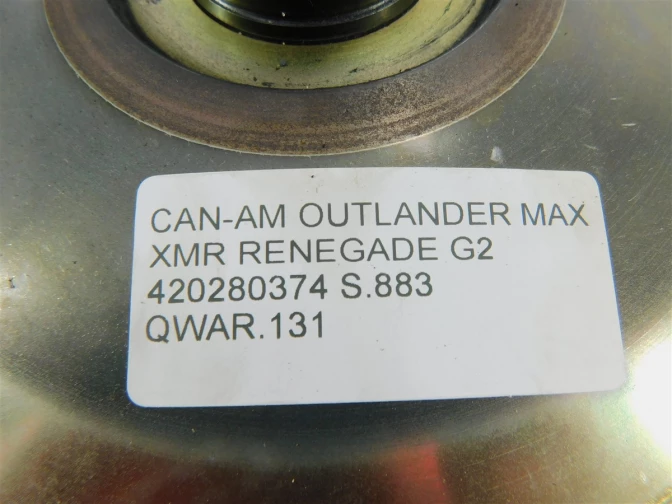 CAN-AM OUTLANDER MAX
XMR RENEGADE G2
420280374 S.883
QWAR.131